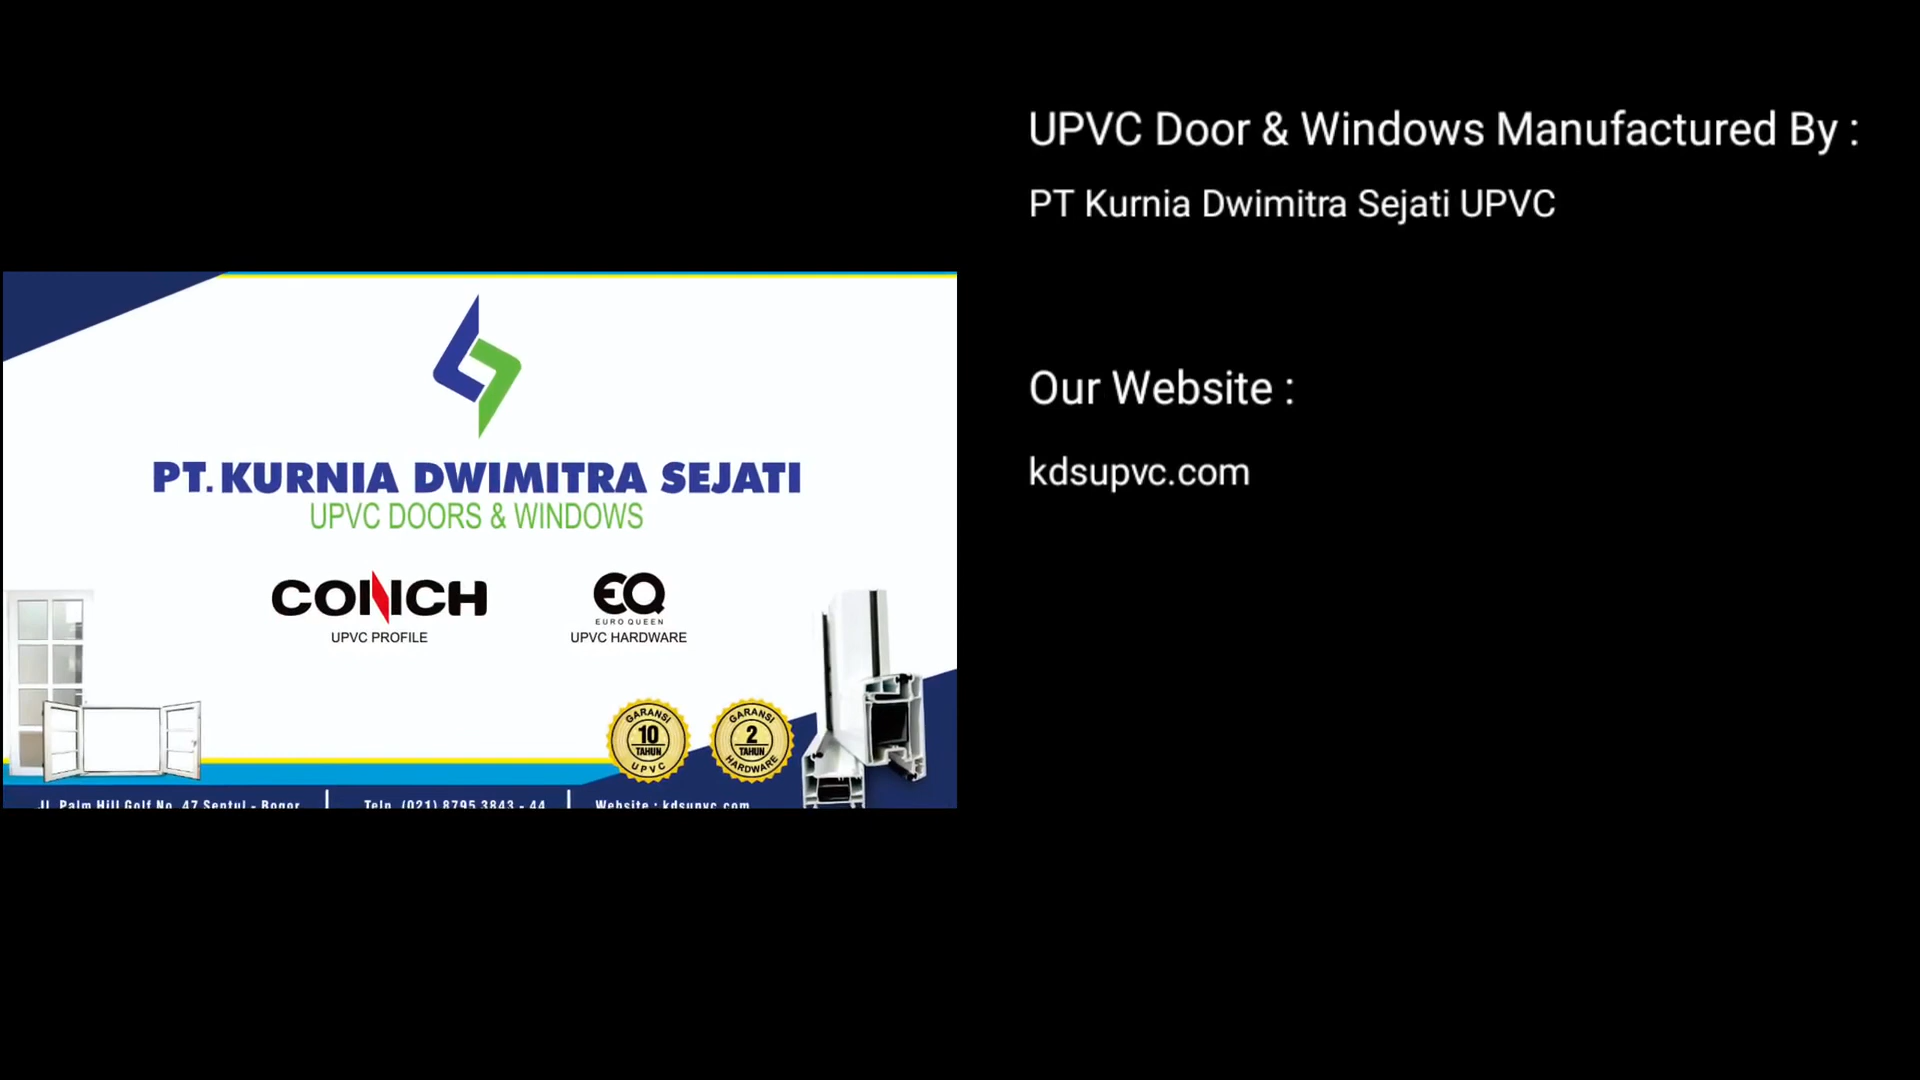 UPVC Door & Windows Manufactured By :
PT Kurnia Dwimitra Sejati UPVC
Our Website :
kdsupvc.com
PT. KURNIA DWIMITRA SEJATI
UPVC DOORS & WINDOWS
CONCH
UPVC PROFILE
EQ
EURO QUEEN
UPVC HARDWARE
GARANSI
10
TAHUN
UPVC
GARANSI
2
TAHUN
HARDWARE
Jl. Palm Hill Golf No. 47 Sentul - Bogor
Telp. (021) 8795 3843 - 44
Website : kdsupvc.com